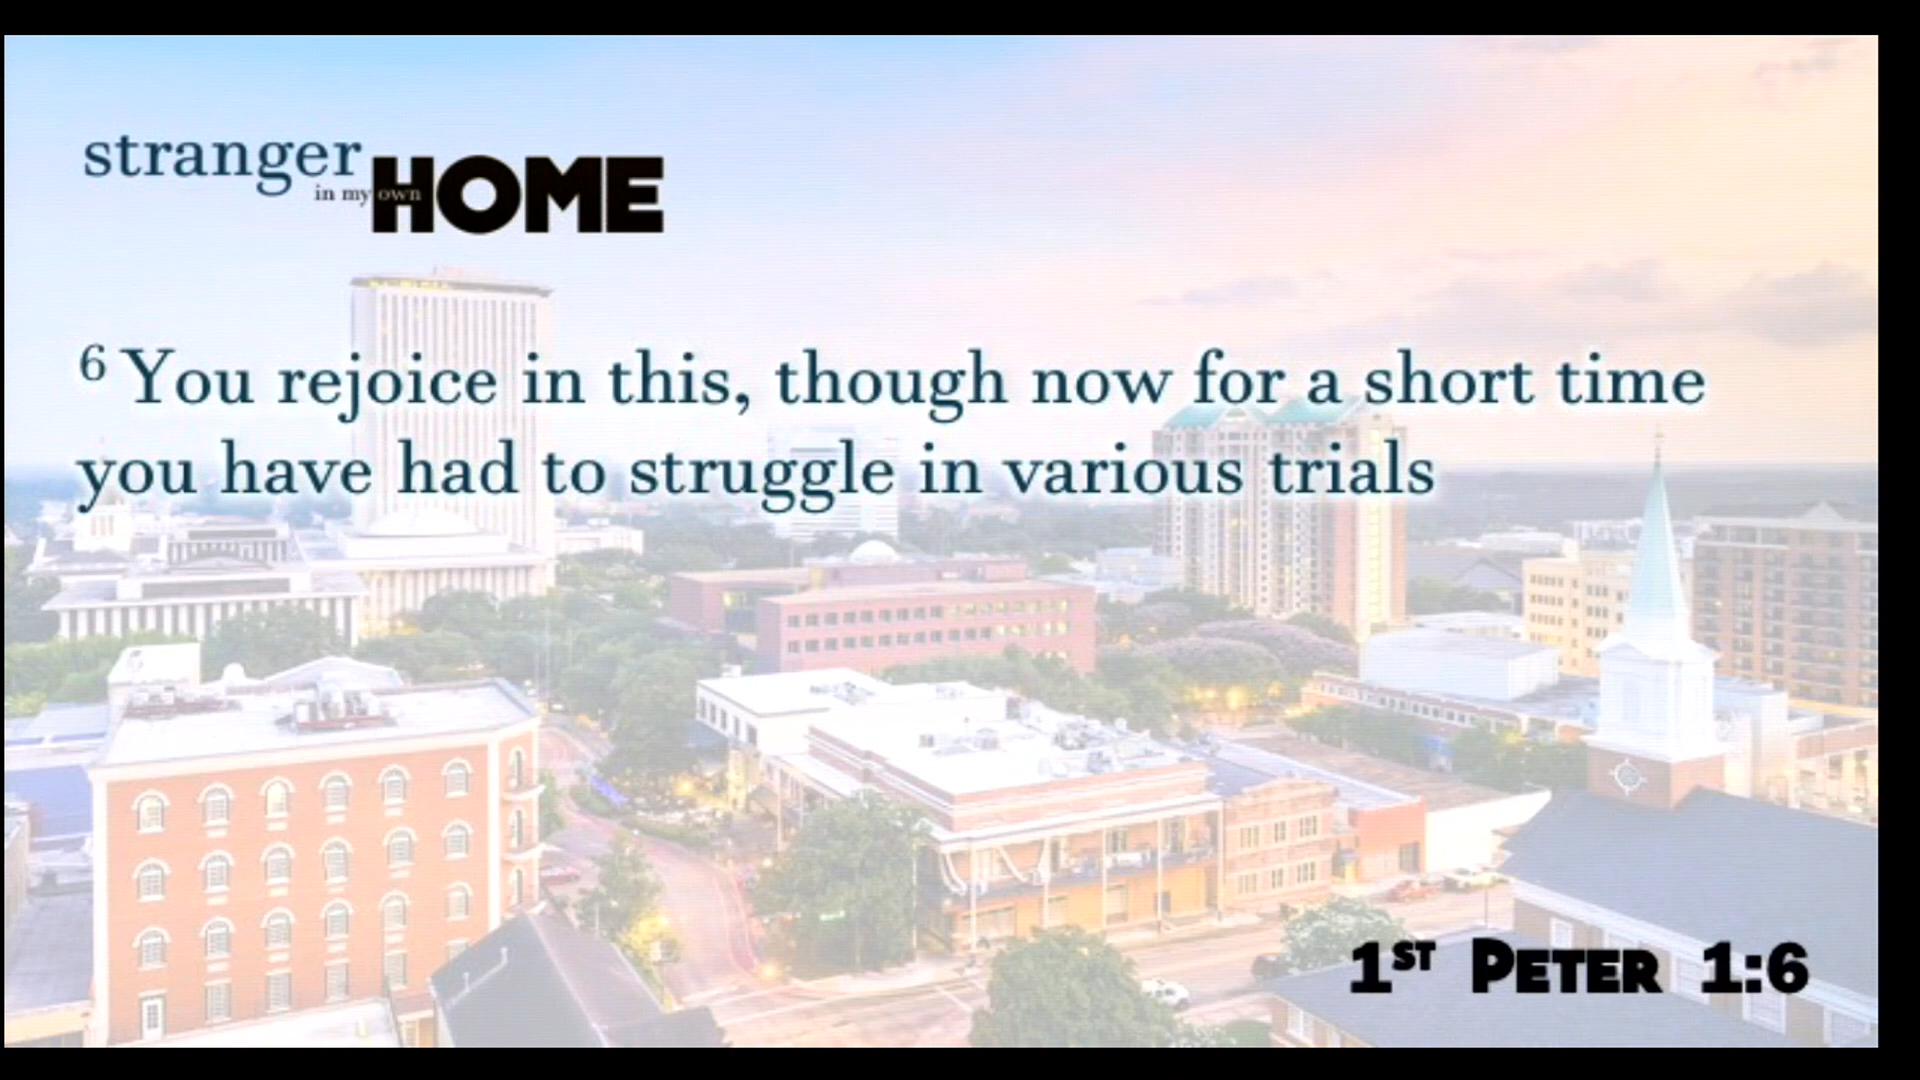 stranger
in my own
HOME
6 You rejoice in this, though now for a short time
you have had to struggle in various trials
1ST PETER 1:6